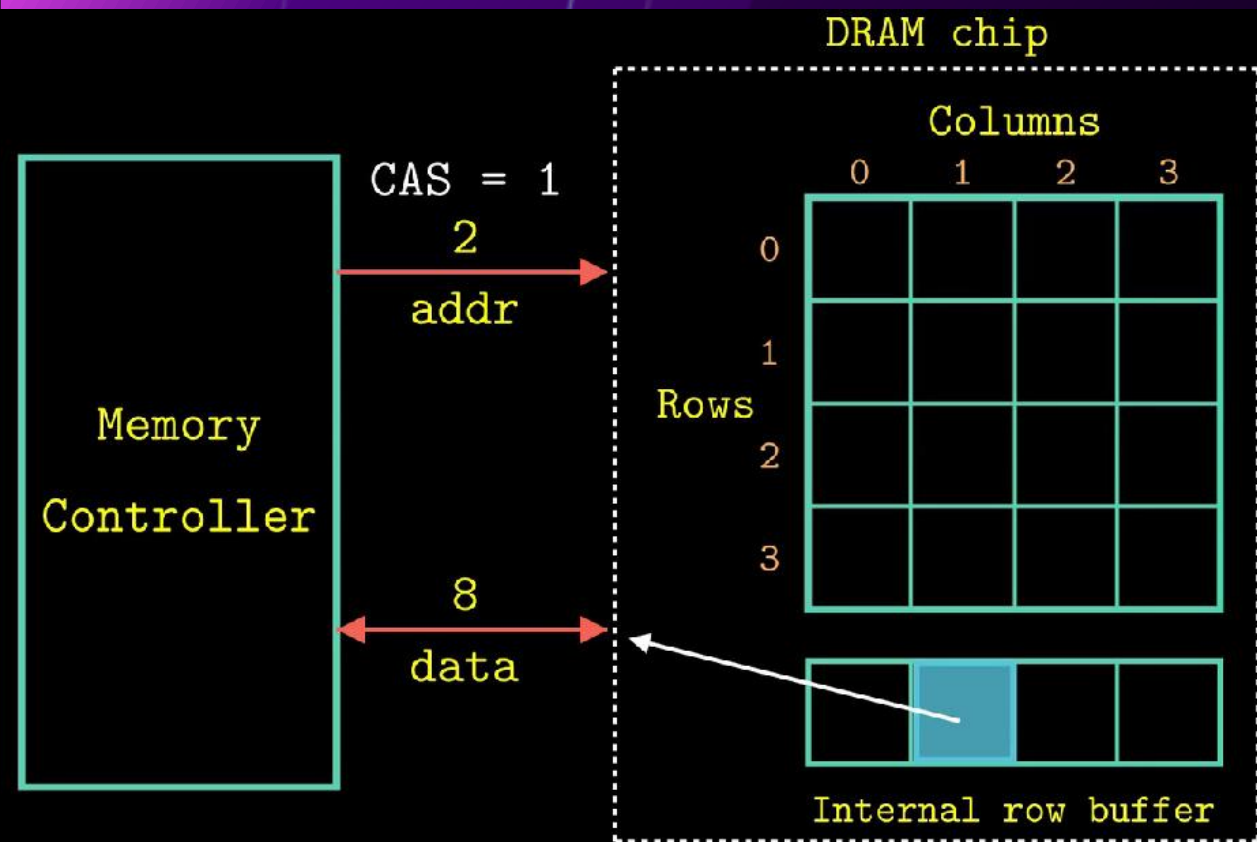 DRAM chip
Columns
0 1 2 3
CAS = 1
2
addr
0
1
Rows
2
3
Memory
Controller
8
data
Internal row buffer